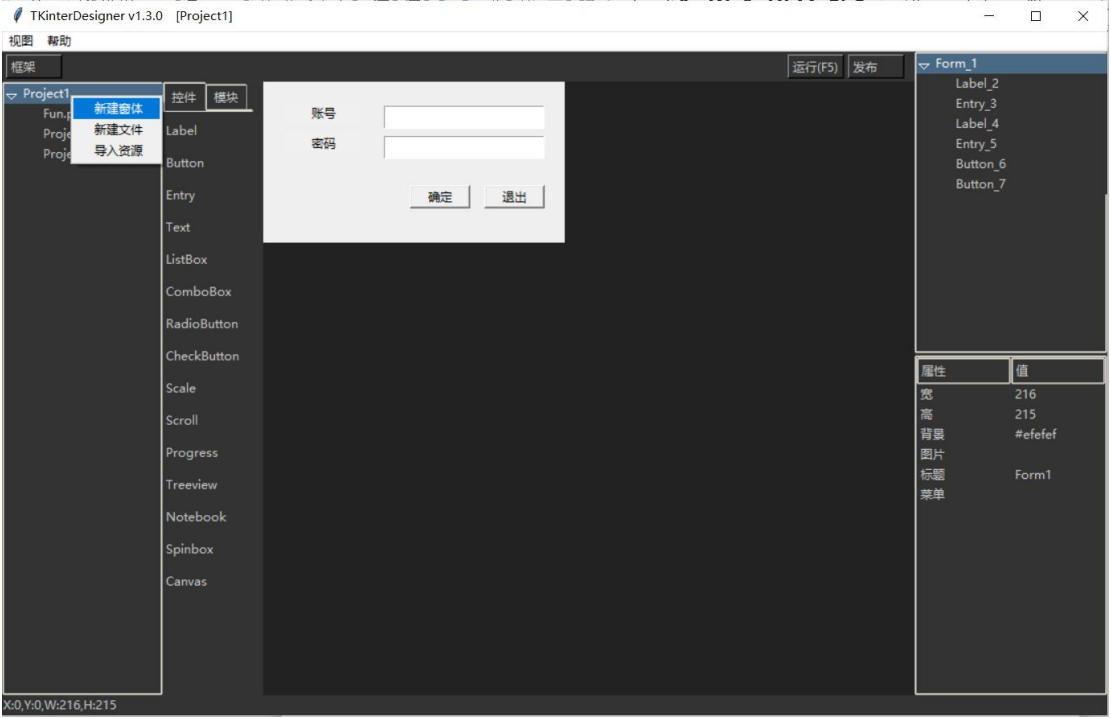 TKinterDesigner v1.3.0 [Project1]
视图 帮助
框架
运行(F5) 发布
Project1
Fun.p
Proje
Proje
新建窗体
新建文件
导入资源
控件 模块
Label
Button
Entry
Text
ListBox
ComboBox
RadioButton
CheckButton
Scale
Scroll
Progress
Treeview
Notebook
Spinbox
Canvas
账号
密码
确定 退出
Form_1
Label_2
Entry_3
Label_4
Entry_5
Button_6
Button_7
属性 值
宽 216
高 215
背景 #efefef
图片
标题 Form1
菜单
X:0,Y:0,W:216,H:215